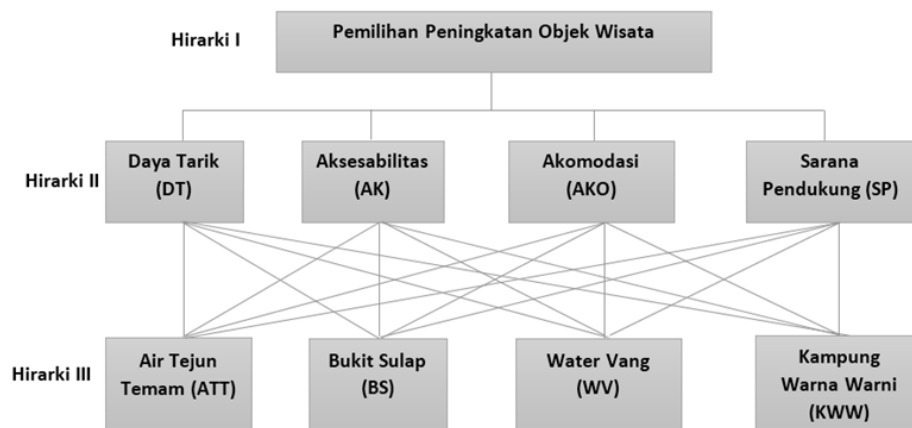 Hirarki I
Pemilihan Peningkatan Objek Wisata
Hirarki II
Daya Tarik
(DT)
Aksesabilitas
(AK)
Akomodasi
(AKO)
Sarana
Pendukung (SP)
Hirarki III
Air Tejun
Temam (ATT)
Bukit Sulap
(BS)
Water Vang
(WV)
Kampung
Warna Warni
(KWW)